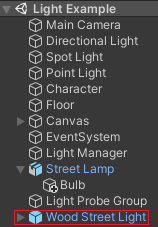 Light Example
Main Camera
Directional Light
Spot Light
Point Light
Character
Floor
Canvas
EventSystem
Light Manager
Street Lamp
Bulb
Light Probe Group
Wood Street Light